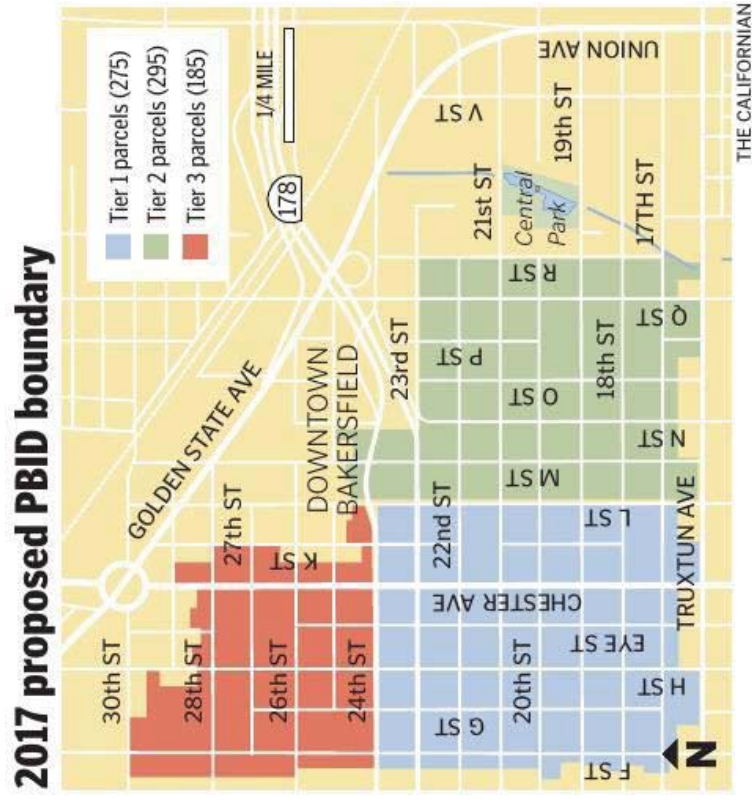 2017 proposed PBID boundary
Tier 1 parcels (275)
Tier 2 parcels (295)
Tier 3 parcels (185)
1/4 MILE
178
GOLDEN STATE AVE
UNION AVE
30th ST
28th ST
27th ST
26th ST
24th ST
K ST
DOWNTOWN
BAKERSFIELD
23rd ST
22nd ST
21st ST
20th ST
19th ST
18th ST
17TH ST
V ST
Central
Park
R ST
Q ST
P ST
O ST
N ST
M ST
L ST
CHESTER AVE
EYE ST
H ST
G ST
F ST
TRUXTUN AVE
N
THE CALIFORNIAN